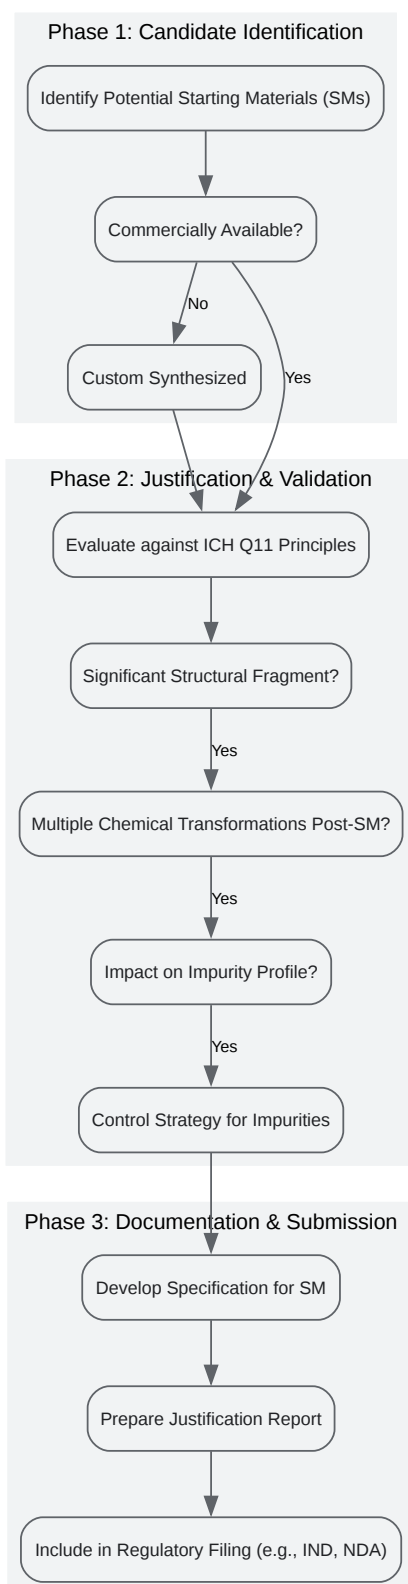 Phase 1: Candidate Identification
Identify Potential Starting Materials (SMs)
Commercially Available?
No
Custom Synthesized
Yes
Phase 2: Justification & Validation
Evaluate against ICH Q11 Principles
Significant Structural Fragment?
Yes
Multiple Chemical Transformations Post-SM?
Yes
Impact on Impurity Profile?
Yes
Control Strategy for Impurities
Phase 3: Documentation & Submission
Develop Specification for SM
Prepare Justification Report
Include in Regulatory Filing (e.g., IND, NDA)